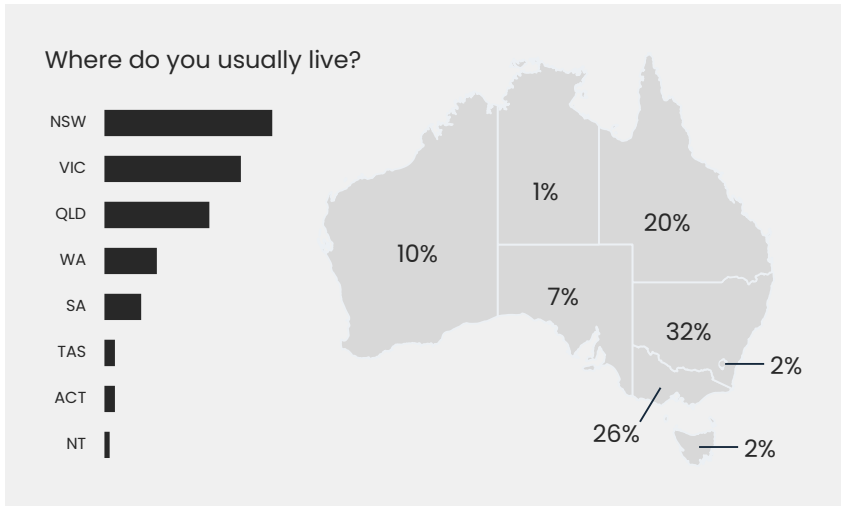 Where do you usually live?
NSW
VIC
QLD
WA
SA
TAS
ACT
NT
1%
20%
10%
7%
32%
2%
26%
2%